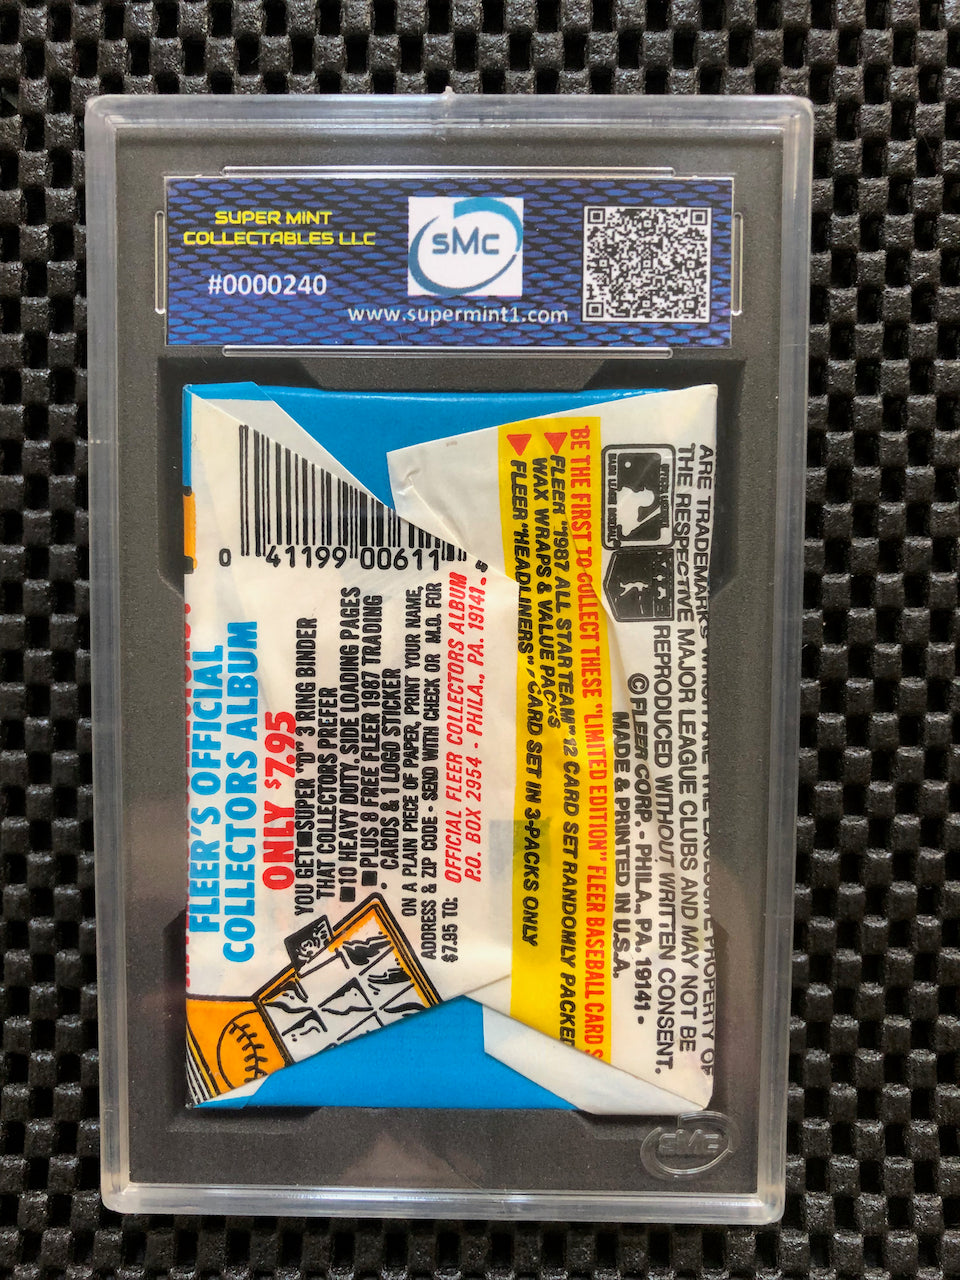 SUPER MINT
COLLECTABLES LLC
#0000240
sMc
www.supermint1.com
0 41199 00611
FLEER'S OFFICIAL
COLLECTORS ALBUM
ONLY $7.95
YOU GET ■ SUPER "D" 3 RING BINDER
THAT COLLECTORS PREFER
■ 10 HEAVY DUTY, SIDE LOADING PAGES
■ PLUS 8 FREE FLEER 1987 TRADING
CARDS & 1 LOGO STICKER
ON A PLAIN PIECE OF PAPER, PRINT YOUR NAME,
ADDRESS & ZIP CODE - SEND WITH CHECK OR M.O. FOR
$7.95 TO: OFFICIAL FLEER COLLECTORS ALBUM
P.O. BOX 2954 - PHILA., PA. 19141.
BE THE FIRST TO COLLECT THESE "LIMITED EDITION" FLEER BASEBALL CARD
FLEER "1987 ALL STAR TEAM" 12 CARD SET RANDOMLY PACKED
WAX WRAPS & VALUE PACKS
FLEER "HEADLINERS" CARD SET IN 3-PACKS ONLY
ARE TRADEMARKS PROPERTY OF
THE RESPECTIVE MAJOR LEAGUE CLUBS AND MAY NOT BE
REPRODUCED WITHOUT WRITTEN CONSENT.
© FLEER CORP. - PHILA., PA. 19141 •
MADE & PRINTED IN U.S.A.